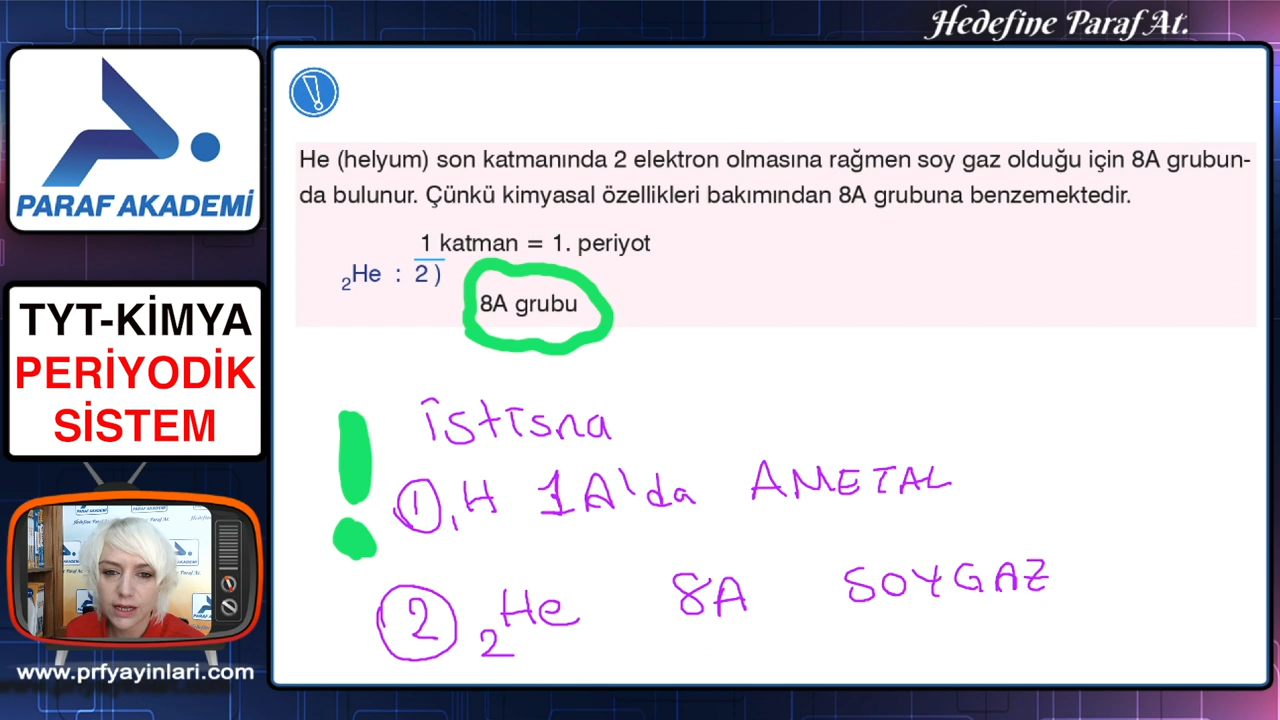 Hedefine Paraf At.
PARAF AKADEMİ
He (helyum) son katmanında 2 elektron olmasına rağmen soy gaz olduğu için 8A grubun-
da bulunur. Çünkü kimyasal özellikleri bakımından 8A grubuna benzemektedir.
1 katman = 1. periyot
₂He : 2 )
8A grubu
TYT-KİMYA
PERİYODİK
SİSTEM
!
istisna
① ₁H 1A'da AMETAL
② ₂He 8A SOYGAZ
www.prfyayinlari.com